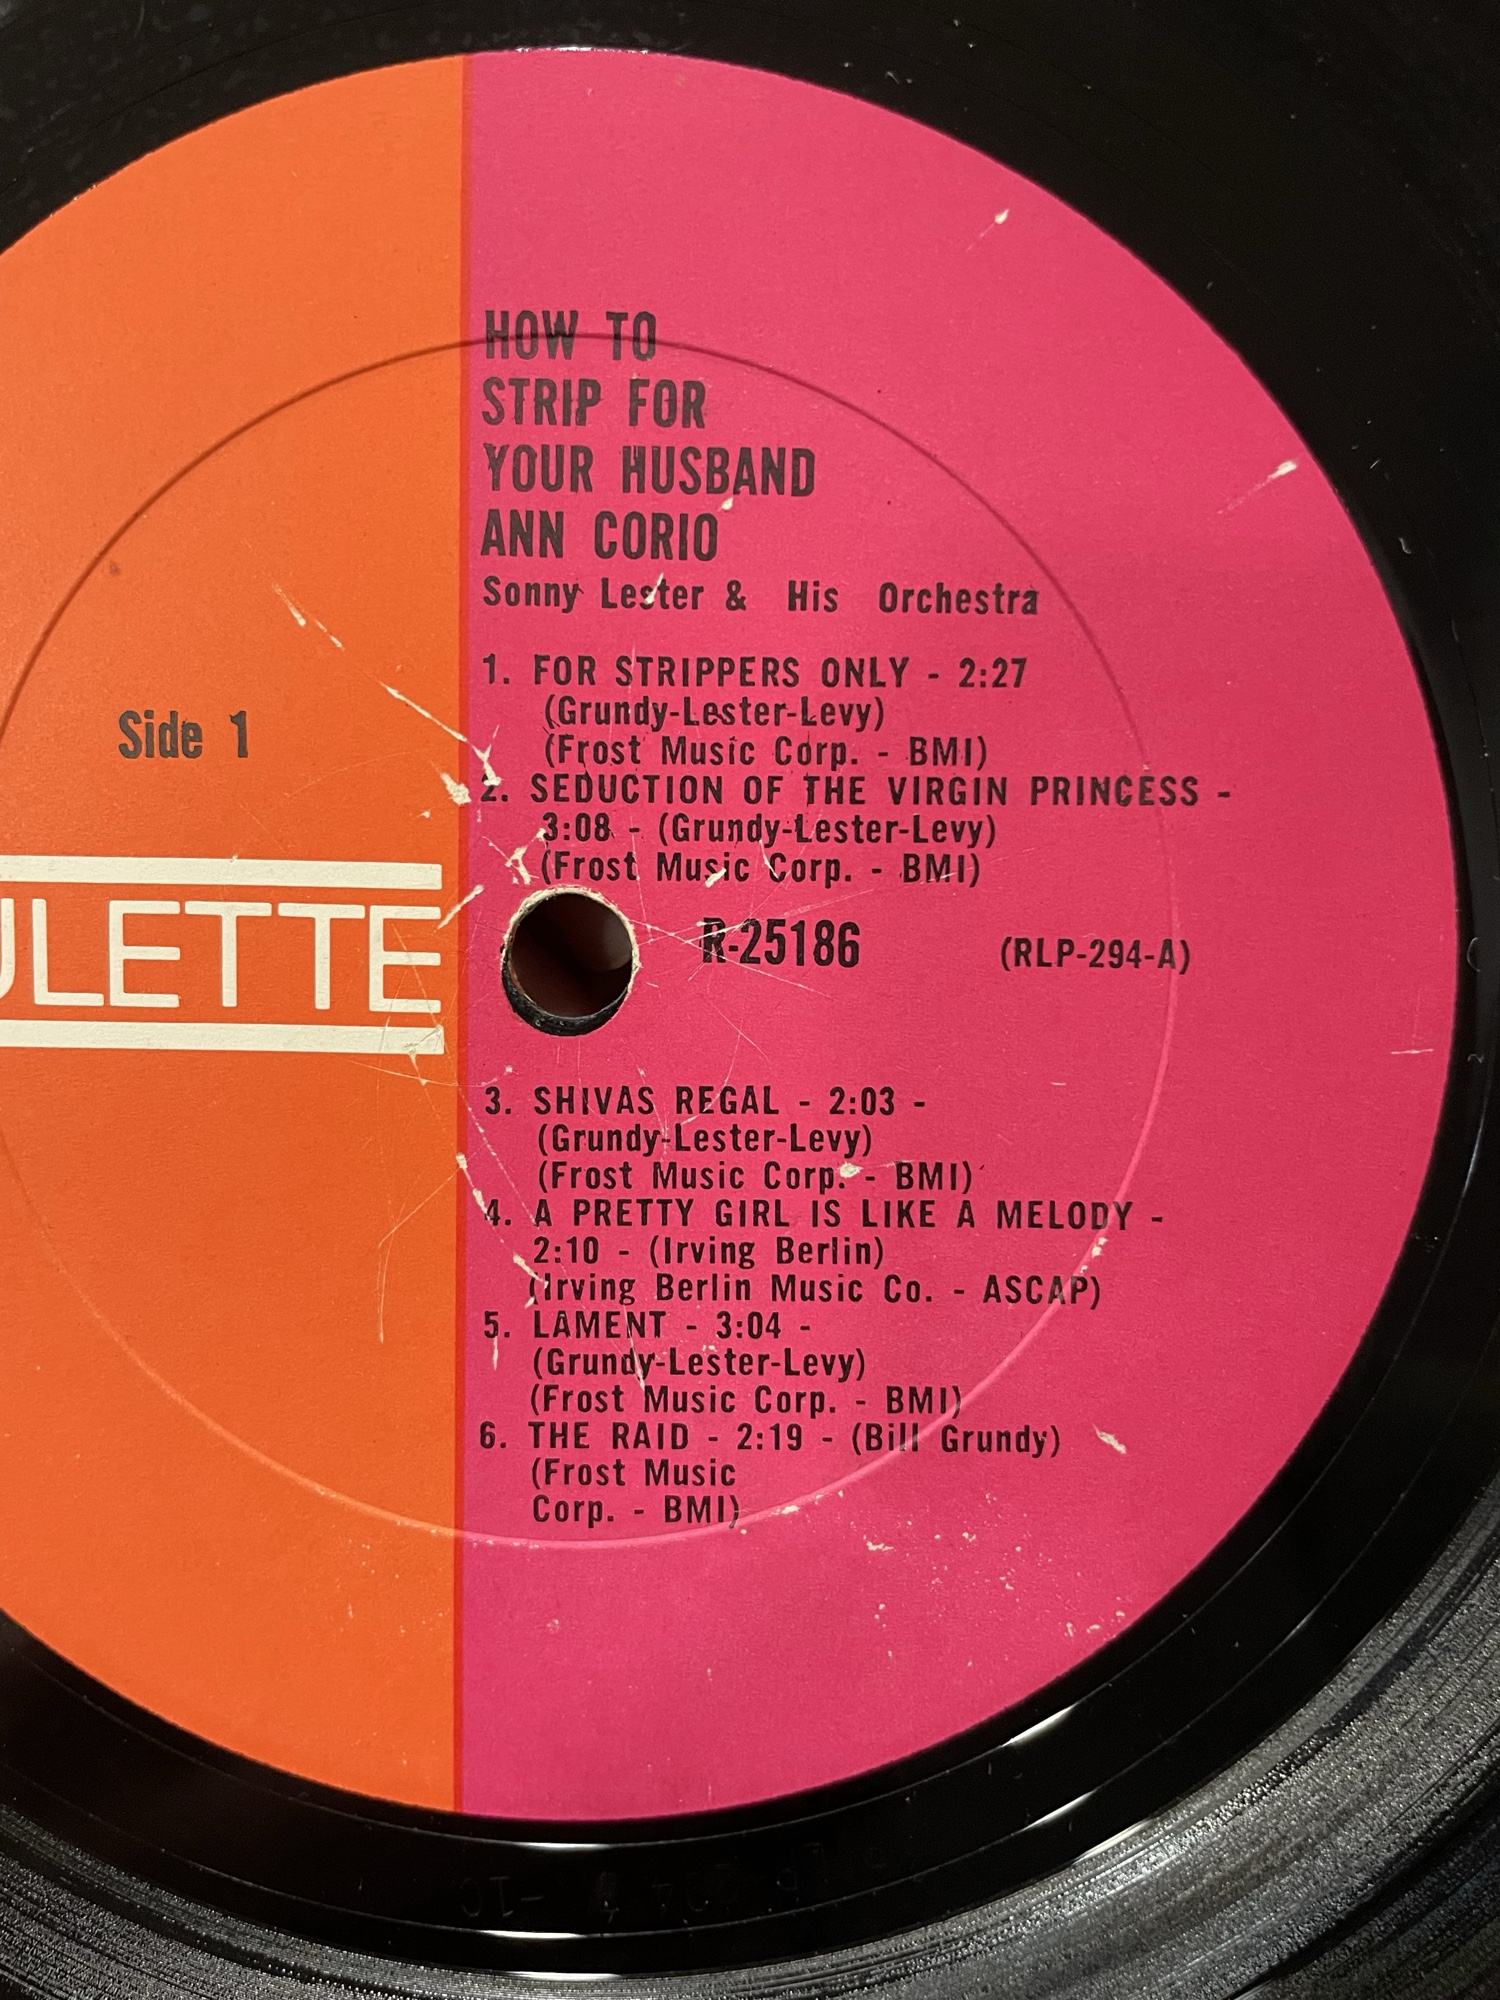 HOW TO
STRIP FOR
YOUR HUSBAND
ANN CORIO
Sonny Lester & His Orchestra
1. FOR STRIPPERS ONLY - 2:27
(Grundy-Lester-Levy)
(Frost Music Corp. - BMI)
Side 1
2. SEDUCTION OF THE VIRGIN PRINCESS -
3:08 - (Grundy-Lester-Levy)
(Frost Music Corp. - BMI)
ULETTE
R-25186 (RLP-294-A)
3. SHIVAS REGAL - 2:03 -
(Grundy-Lester-Levy)
(Frost Music Corp. - BMI)
4. A PRETTY GIRL IS LIKE A MELODY -
2:10 - (Irving Berlin)
(Irving Berlin Music Co. - ASCAP)
5. LAMENT - 3:04 -
(Grundy-Lester-Levy)
(Frost Music Corp. - BMI)
6. THE RAID - 2:19 - (Bill Grundy)
(Frost Music
Corp. - BMI)